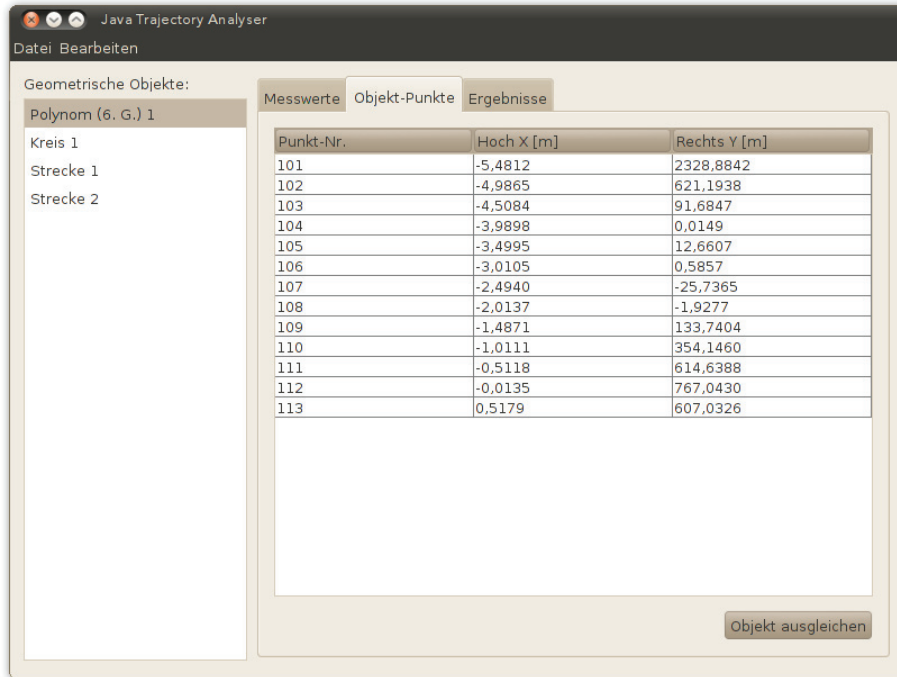 Java Trajectory Analyser
Datei Bearbeiten
Geometrische Objekte:
Polynom (6. G.) 1
Kreis 1
Strecke 1
Strecke 2
Messwerte Objekt-Punkte Ergebnisse
Punkt-Nr. Hoch X [m] Rechts Y [m]
101 -5,4812 2328,8842
102 -4,9865 621,1938
103 -4,5084 91,6847
104 -3,9898 0,0149
105 -3,4995 12,6607
106 -3,0105 0,5857
107 -2,4940 -25,7365
108 -2,0137 -1,9277
109 -1,4871 133,7404
110 -1,0111 354,1460
111 -0,5118 614,6388
112 -0,0135 767,0430
113 0,5179 607,0326
Objekt ausgleichen